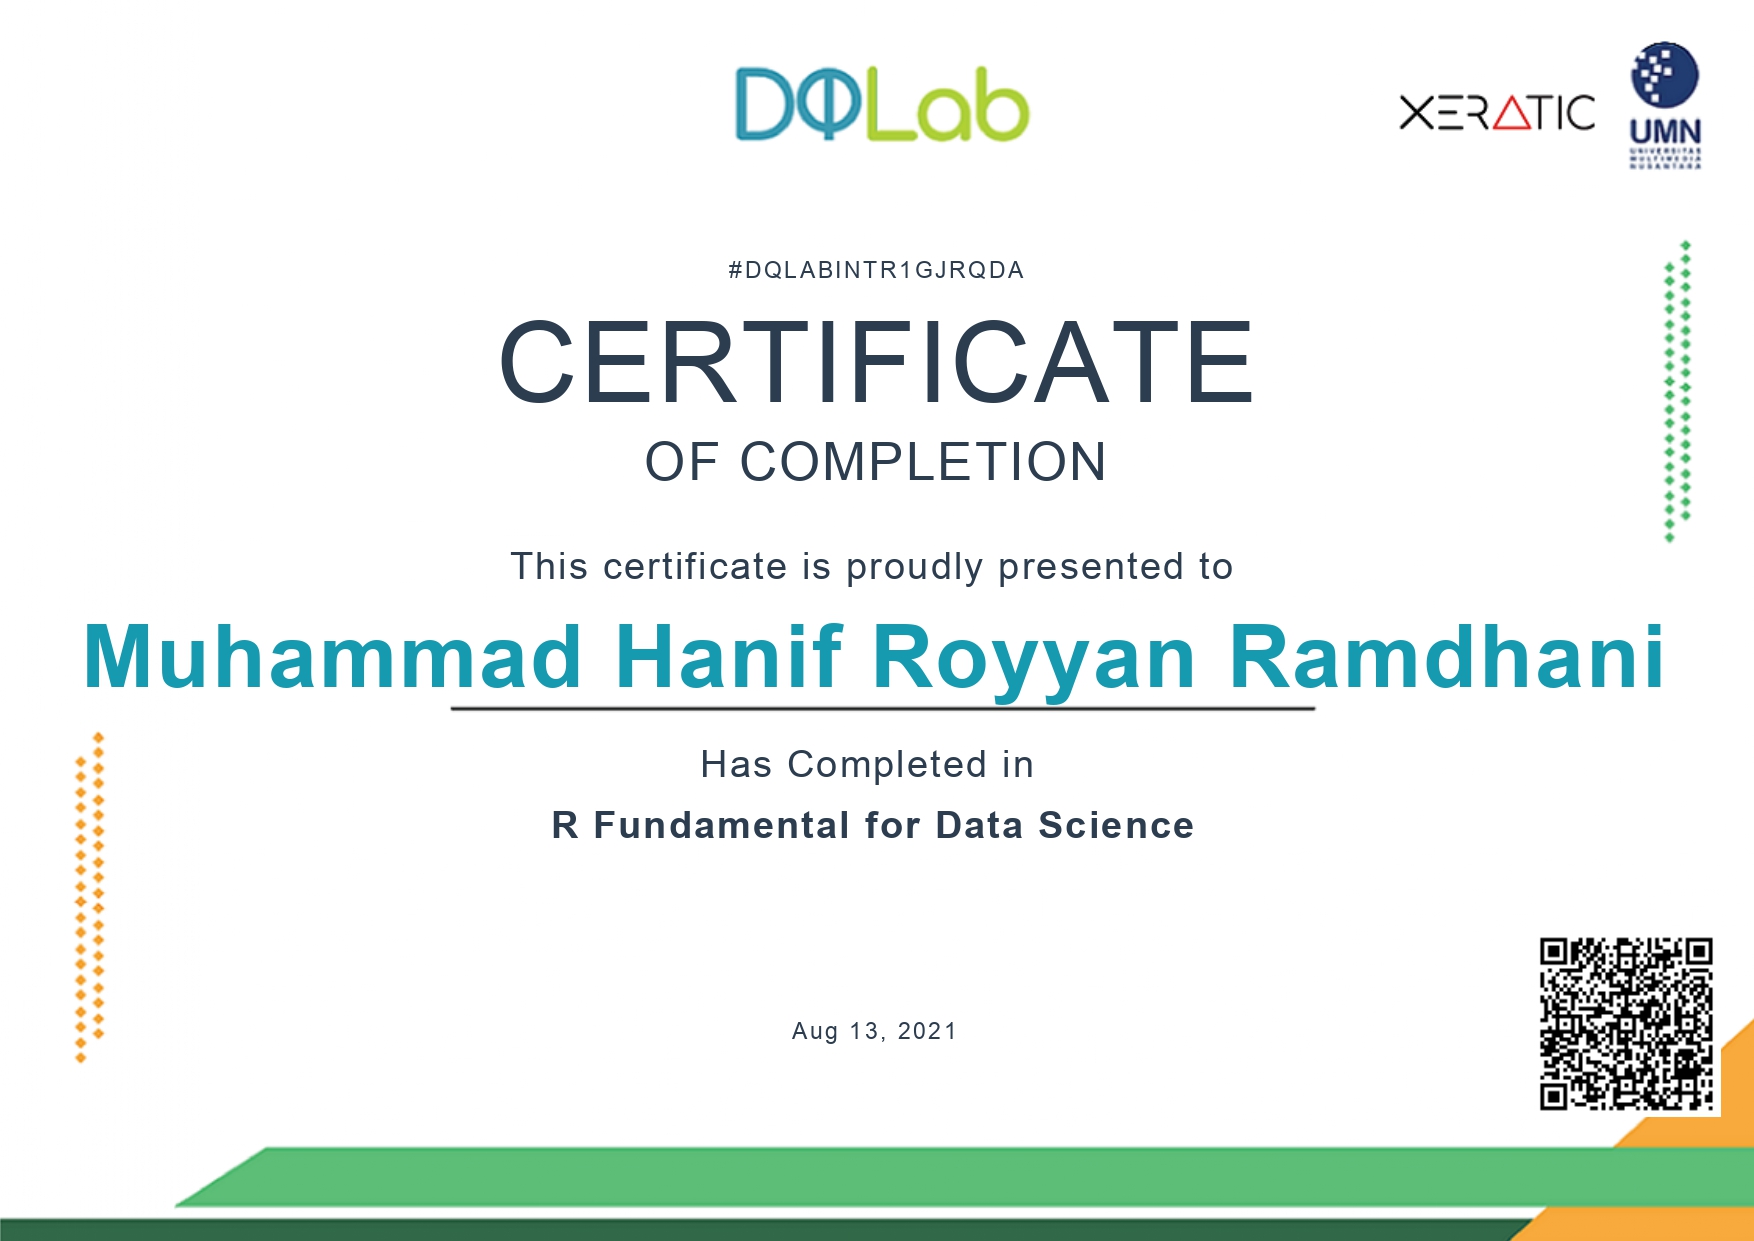 DQLab
XERATIC
UMN
UNIVERSITAS
MULTIMEDIA
NUSANTARA
#DQLABINTR1GJRQDA
CERTIFICATE
OF COMPLETION
This certificate is proudly presented to
Muhammad Hanif Royyan Ramdhani
Has Completed in
R Fundamental for Data Science
Aug 13, 2021